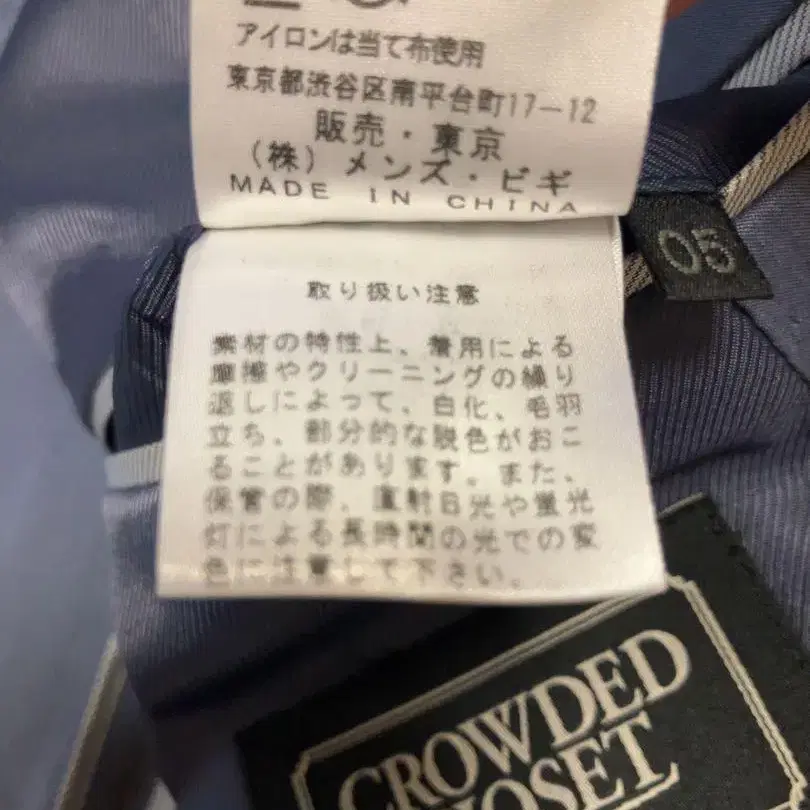 アイロンは当て布使用
東京都渋谷区南平台町17-12
販売・東京
(株) メンズ・ビギ
MADE IN CHINA
05
取り扱い注意
素材の特性上、着用による
摩擦やクリーニングの繰り
返しによって、白化、毛羽
立ち、部分的な脱色がおこ
ることがあります。また、
保管の際、直射日光や蛍光
灯による長時間の光での変
色に注意して下さい。
CROWDED
CLOSET